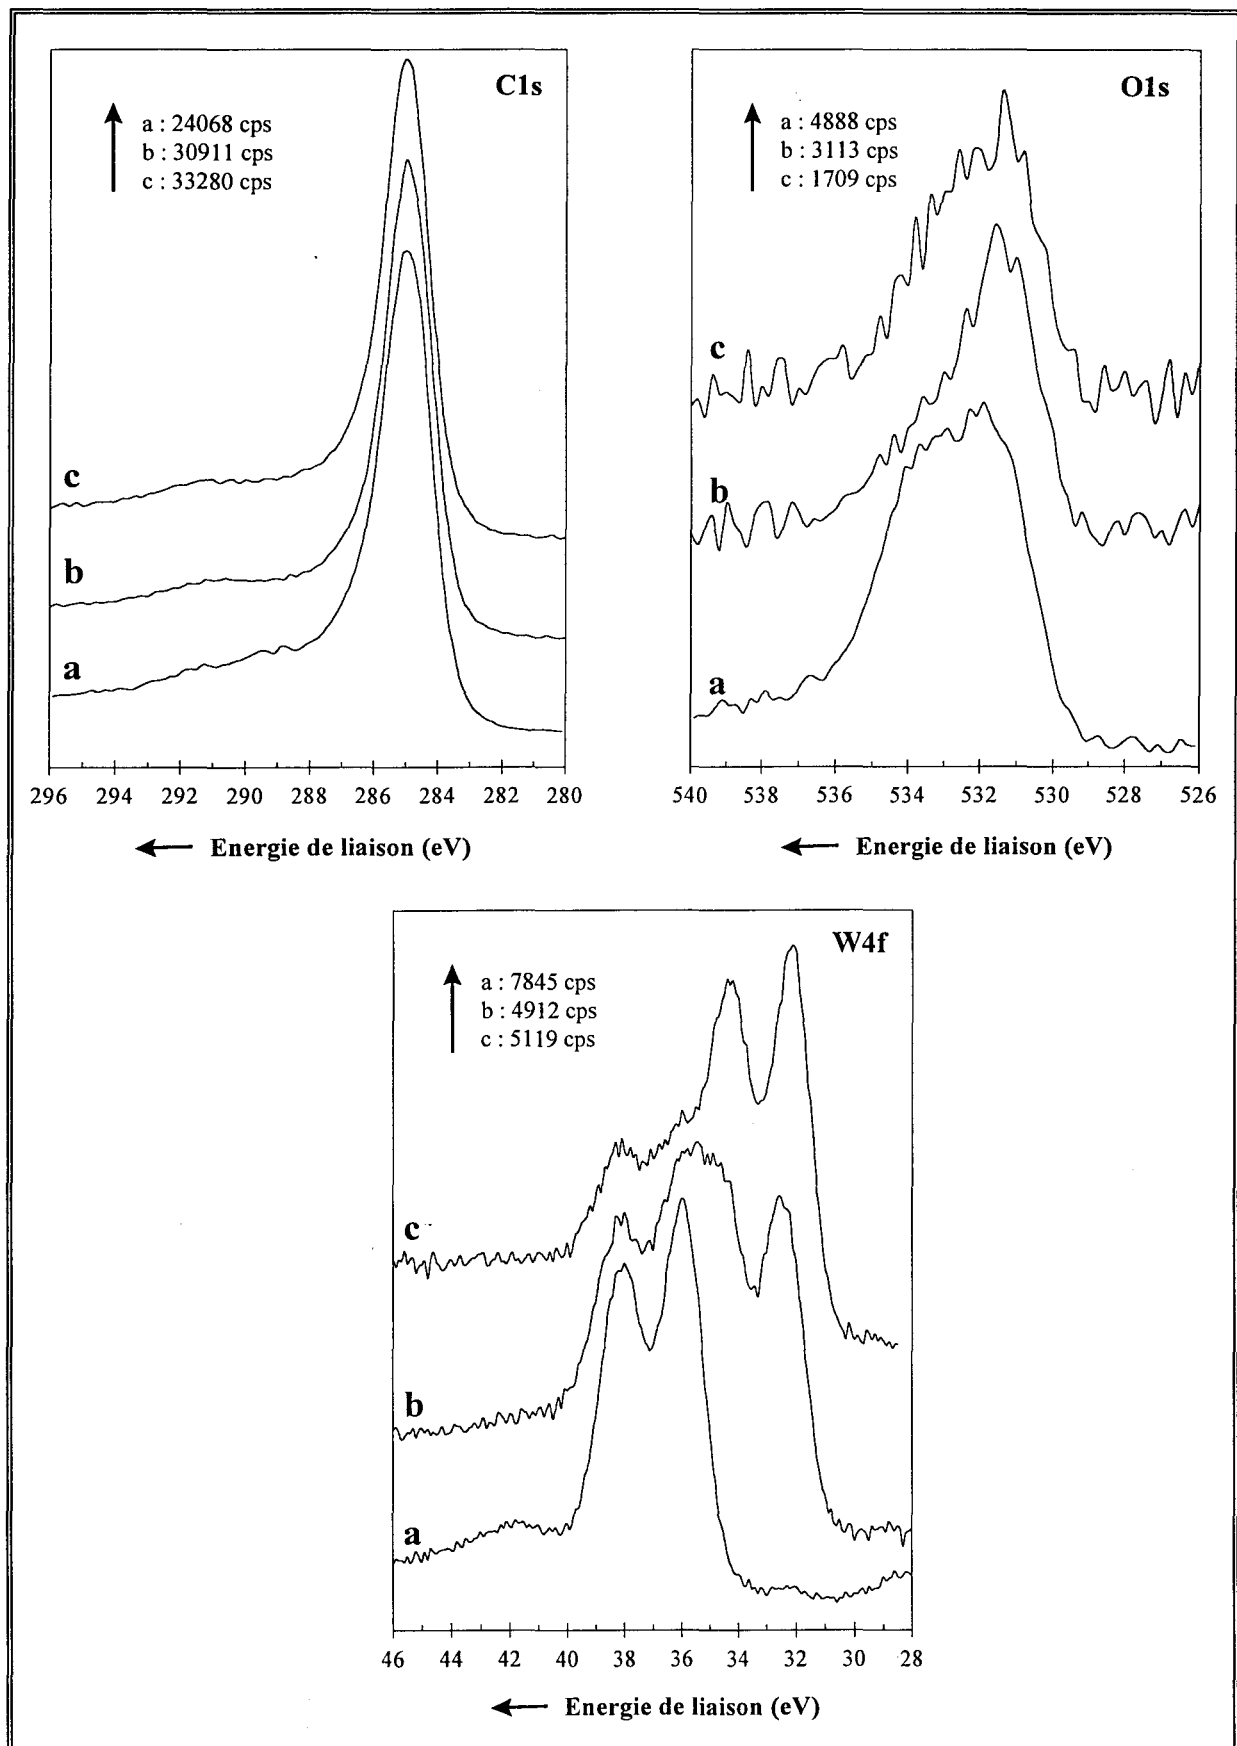 C1s
a : 24068 cps
b : 30911 cps
c : 33280 cps
c
b
a
296 294 292 290 288 286 284 282 280
Energie de liaison (eV)
O1s
a : 4888 cps
b : 3113 cps
c : 1709 cps
c
b
a
540 538 536 534 532 530 528 526
Energie de liaison (eV)
W4f
a : 7845 cps
b : 4912 cps
c : 5119 cps
c
b
a
46 44 42 40 38 36 34 32 30 28
Energie de liaison (eV)